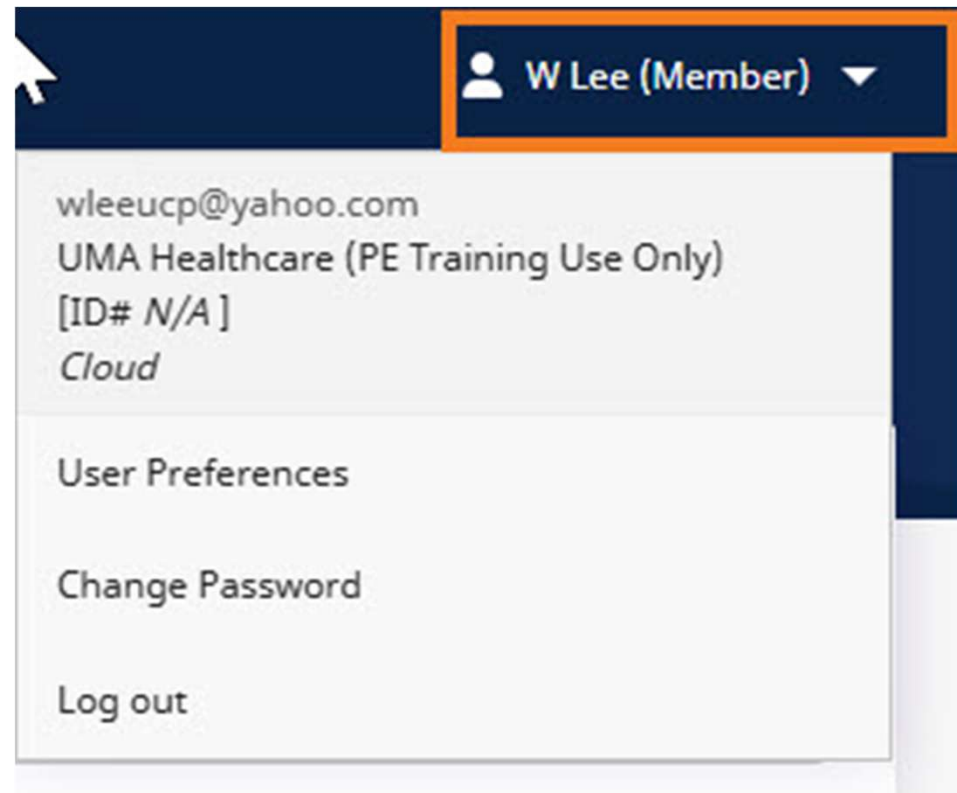 W Lee (Member)
wleeucp@yahoo.com
UMA Healthcare (PE Training Use Only)
[ID# N/A ]
Cloud
User Preferences
Change Password
Log out